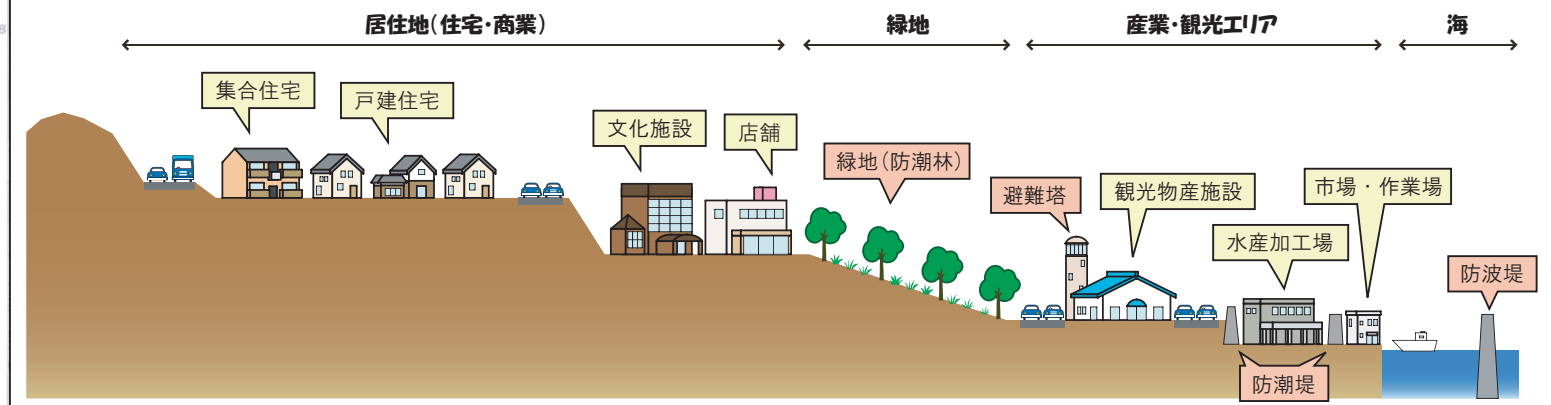 居住地(住宅・商業)
緑地
産業・観光エリア
海
集合住宅
戸建住宅
文化施設
店舗
緑地(防潮林)
避難塔
観光物産施設
市場・作業場
水産加工場
防波堤
防潮堤